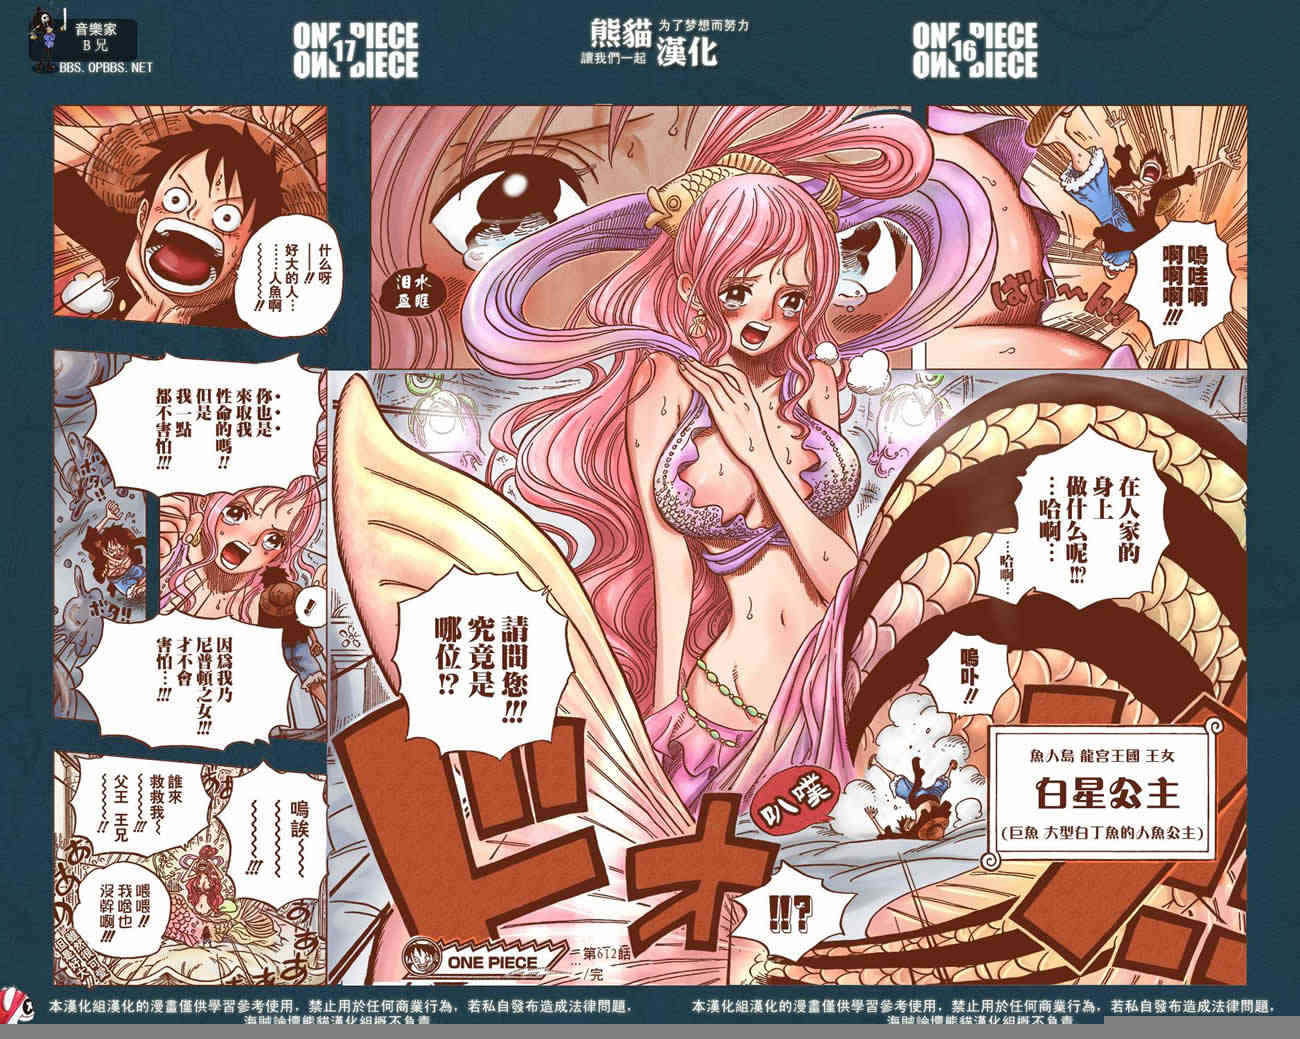 音樂家
B兄
BBS.OPBBS.NET
ONE PIECE
17
ONE PIECE
熊貓
漢化
为了梦想而努力
讓我們一起
ONE PIECE
16
ONE PIECE
嗚哇啊
啊啊啊
啊啊!!!
ばい〜〜ん!!
泪水
盈眶
在人家的
身上
做什么呢!!?
…哈啊…
…哈啊…
嗚卟!!
魚人島 龍宮王國 王女
白星公主
(巨魚 大型白丁魚的人魚公主)
叭噗
!!?
請問您!!!
究竟是
哪位!?
ドォ
什么呀
——!!
好大的人…
……人魚啊
〜〜〜〜〜!!
你也是
來取我
性命的嗎!!
但是
我一點
都不害怕!!!
ボタ!!
ボタ!!
!!
因爲我乃
尼普頓之女!!!
才不會
害怕…!!!
嗚誒〜〜
〜〜〜〜
〜〜〜〜!!!
誰來
救救我〜
〜〜〜〜!!!
父王 王兄
〜〜〜〜!!
喂喂!!
我啥也
沒幹啊!!!
ONE PIECE
第612話
…/完
本漢化組漢化的漫畫僅供學習參考使用，禁止用於任何商業行為，若私自發布造成法律問題，
海賊論壇熊貓漢化組概不負責
本漢化組漢化的漫畫僅供學習參考使用，禁止用於任何商業行為，若私自發布造成法律問題，
海賊論壇熊貓漢化組概不負責